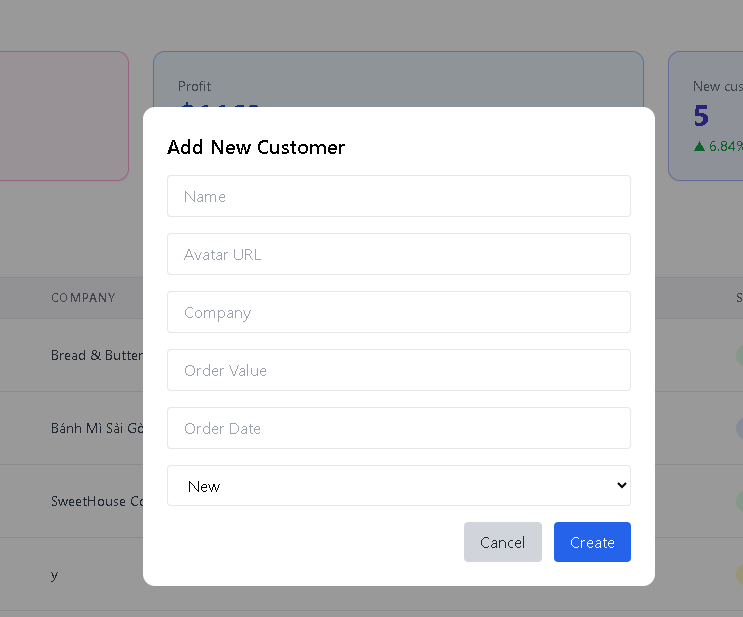 Profit
New cus
5
▲ 6.84%
Add New Customer
Name
Avatar URL
Company
Order Value
Order Date
New
Cancel
Create
COMPANY
S
Bread & Butter
Bánh Mì Sài Gò
SweetHouse Co
y